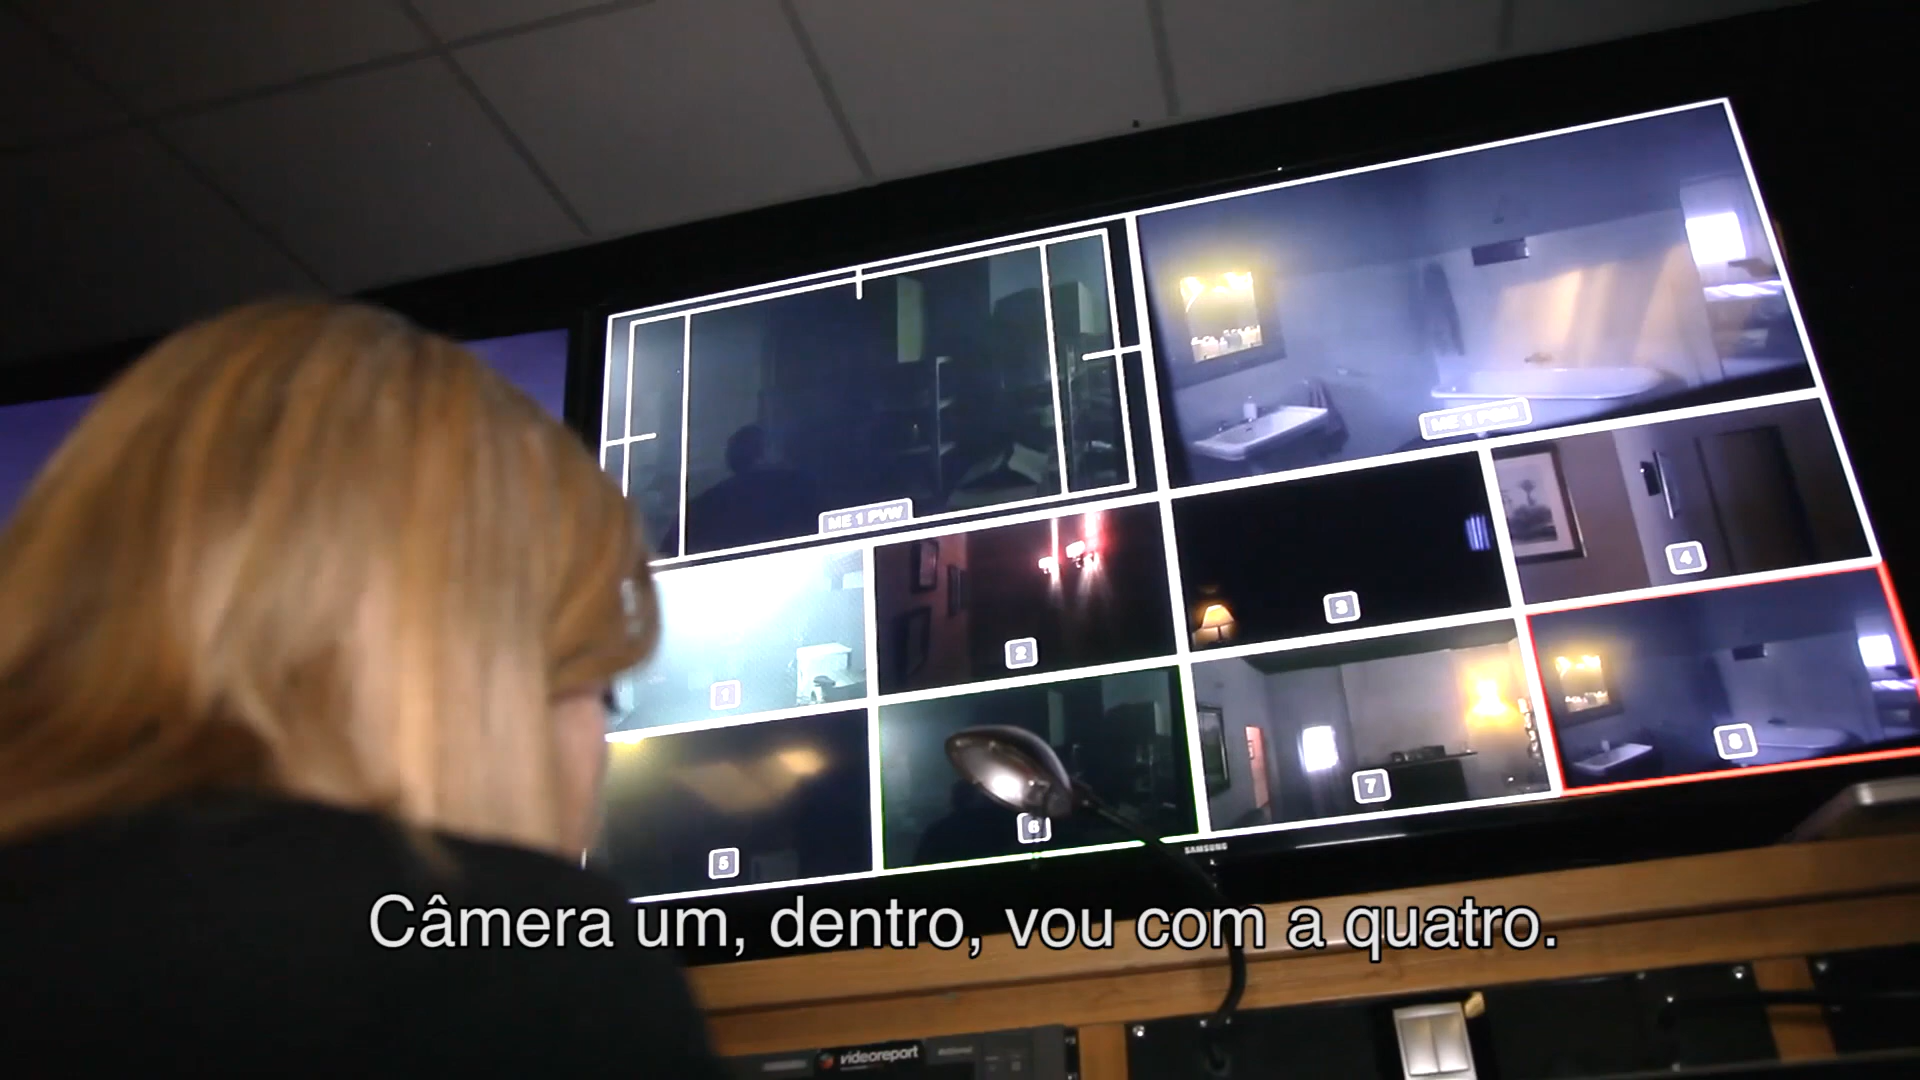 ME 1 PVW
ME 1 PGM
1
2
3
4
5
6
7
8
SAMSUNG
Câmera um, dentro, vou com a quatro.
videoreport